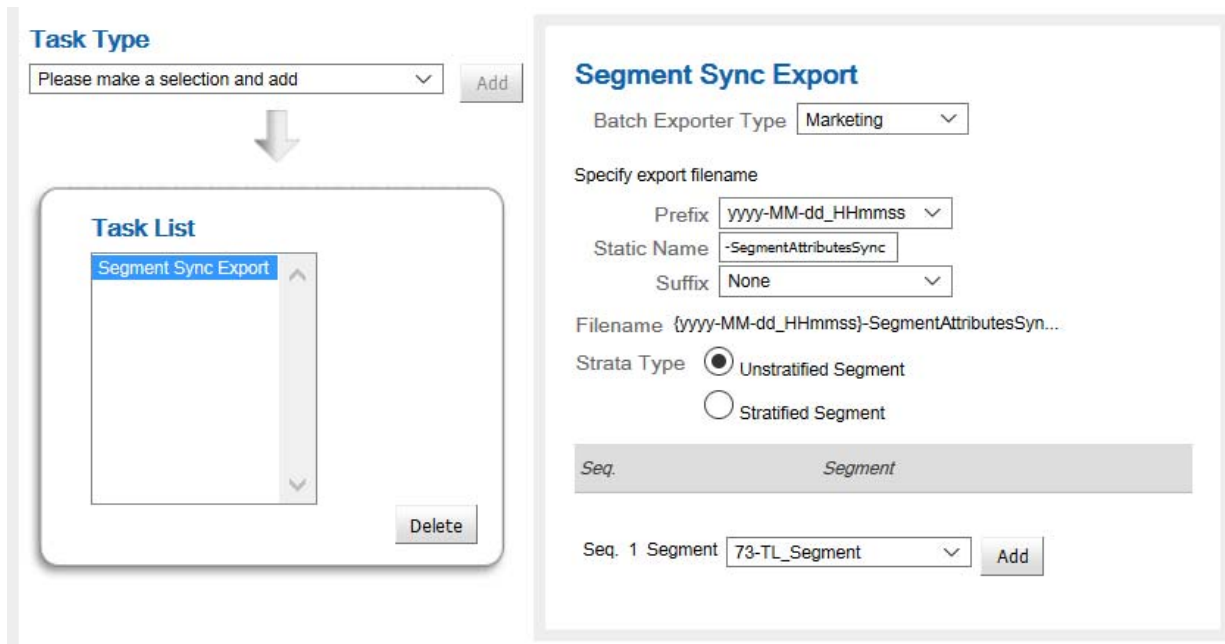 Task Type
Please make a selection and add
Add
Task List
Segment Sync Export
Delete
Segment Sync Export
Batch Exporter Type Marketing
Specify export filename
Prefix yyyy-MM-dd_HHmmss
Static Name -SegmentAttributesSync
Suffix None
Filename {yyyy-MM-dd_HHmmss}-SegmentAttributesSyn...
Strata Type Unstratified Segment
Stratified Segment
Seq. Segment
Seq. 1 Segment 73-TL_Segment Add